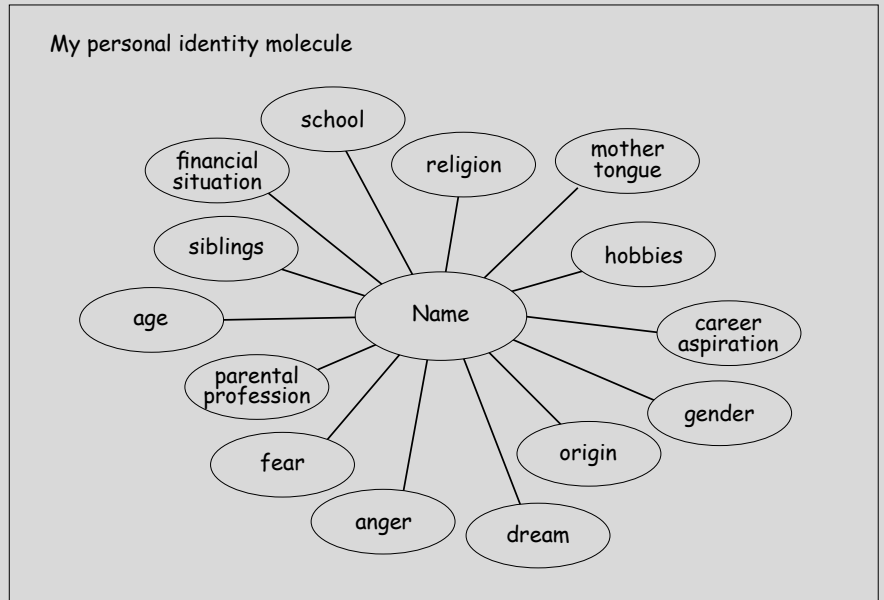 My personal identity molecule
school
religion
mother
tongue
financial
situation
siblings
hobbies
age
Name
career
aspiration
parental
profession
gender
fear
origin
anger
dream